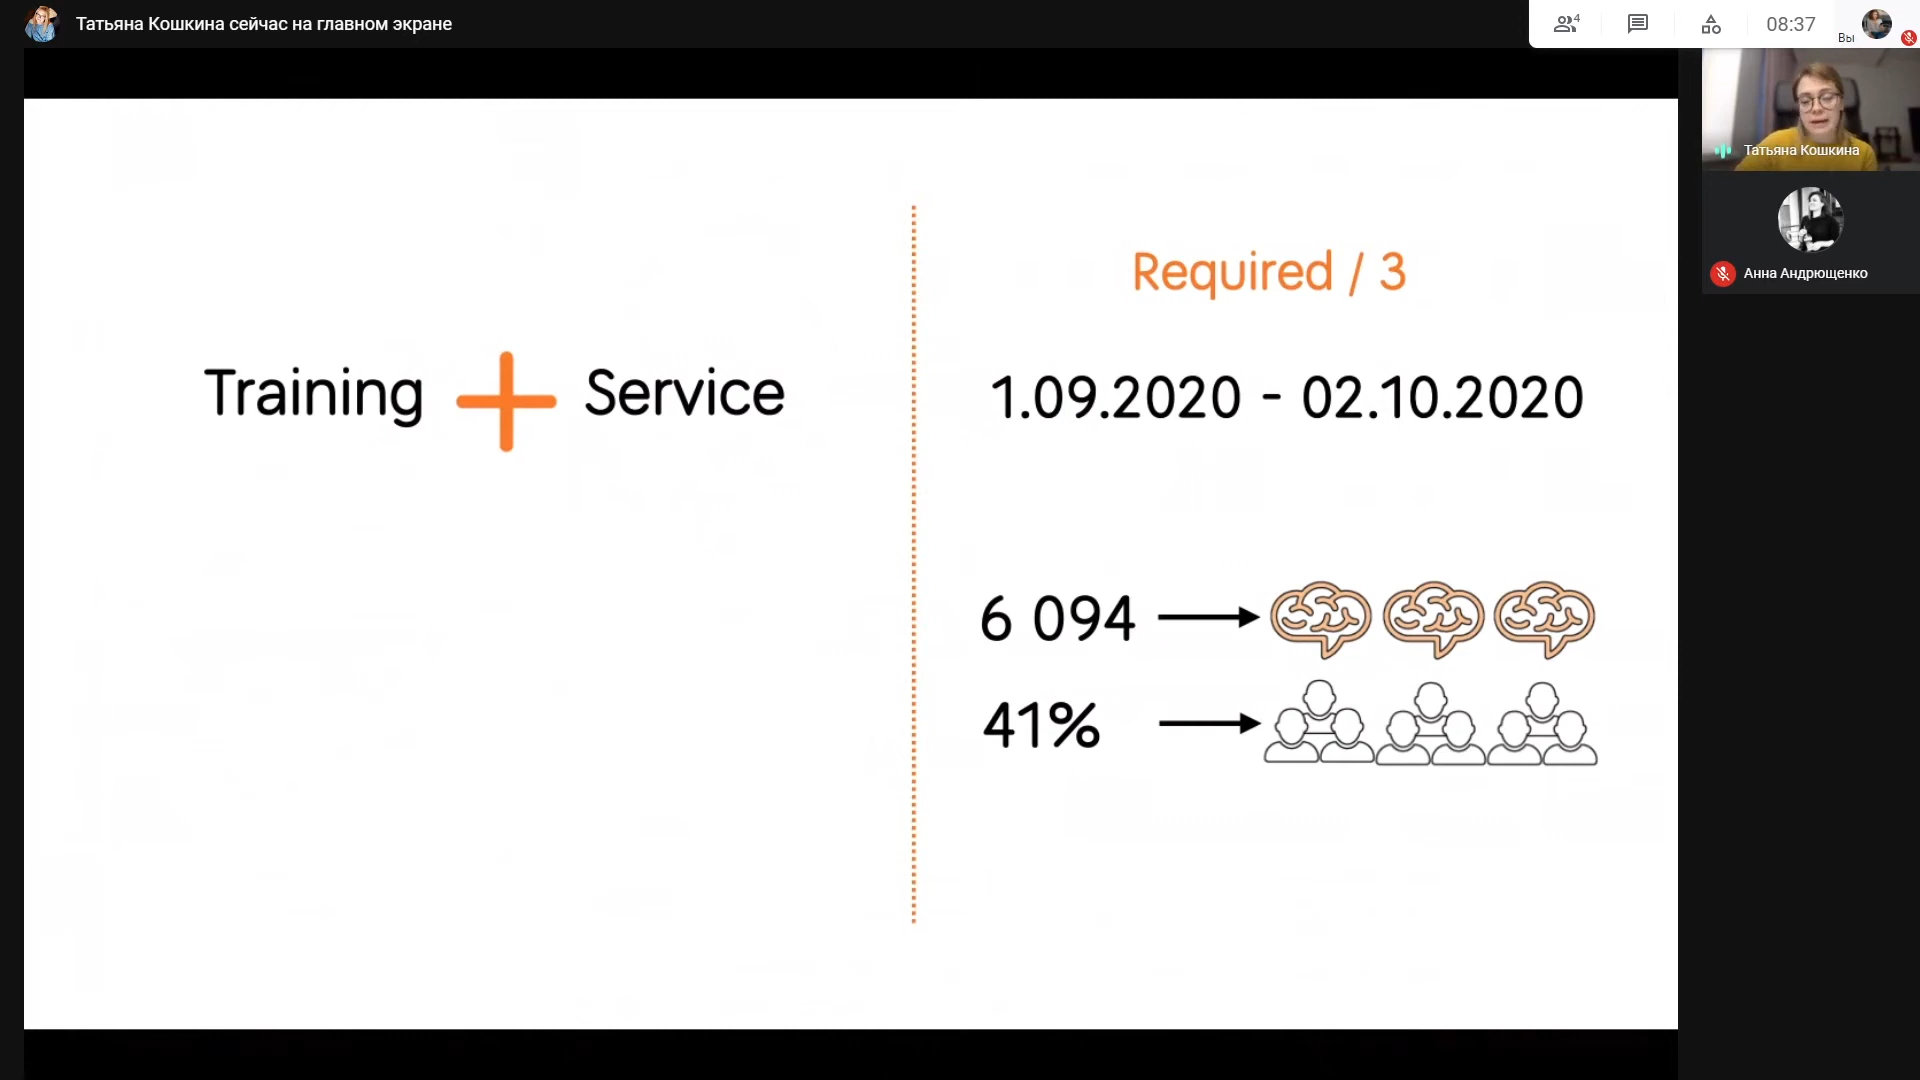 Татьяна Кошкина сейчас на главном экране
4
08:37
Вы
Татьяна Кошкина
Анна Андрющенко
Training + Service
Required / 3
1.09.2020 - 02.10.2020
6 094
41%